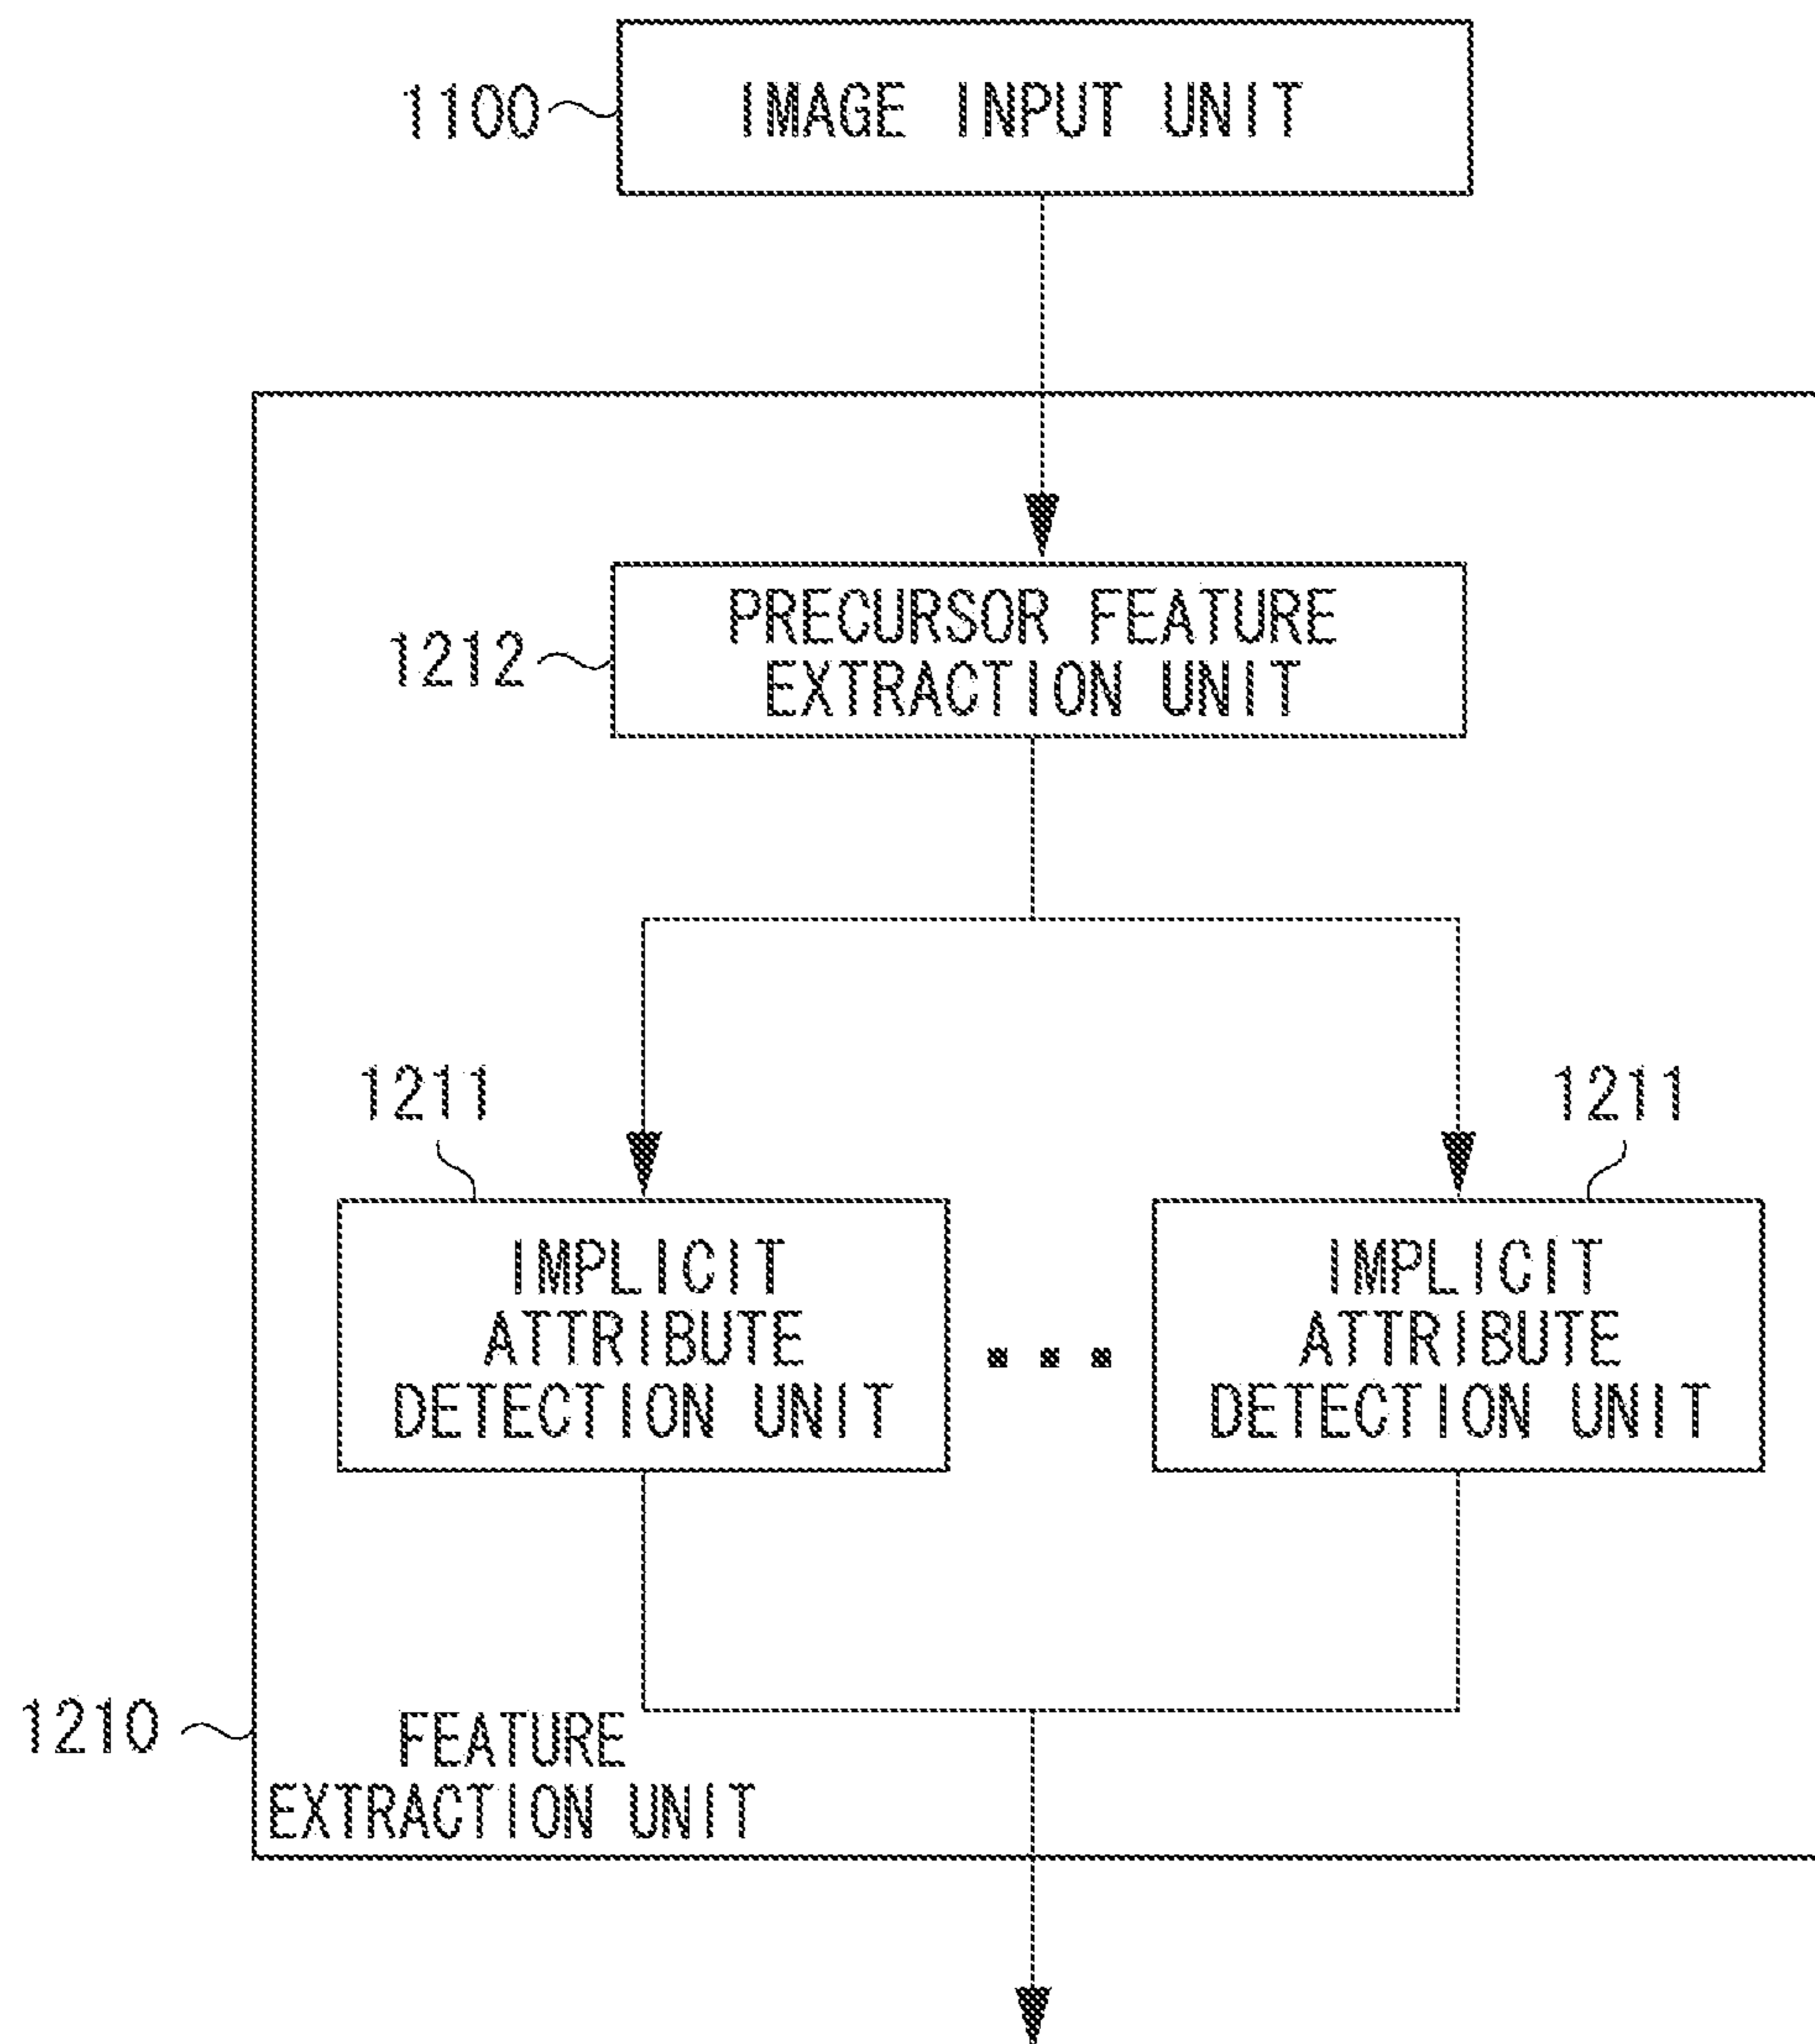 1100
IMAGE INPUT UNIT
1212
PRECURSOR FEATURE
EXTRACTION UNIT
1211
1211
IMPLICIT
ATTRIBUTE
DETECTION UNIT
IMPLICIT
ATTRIBUTE
DETECTION UNIT
1210
FEATURE
EXTRACTION UNIT